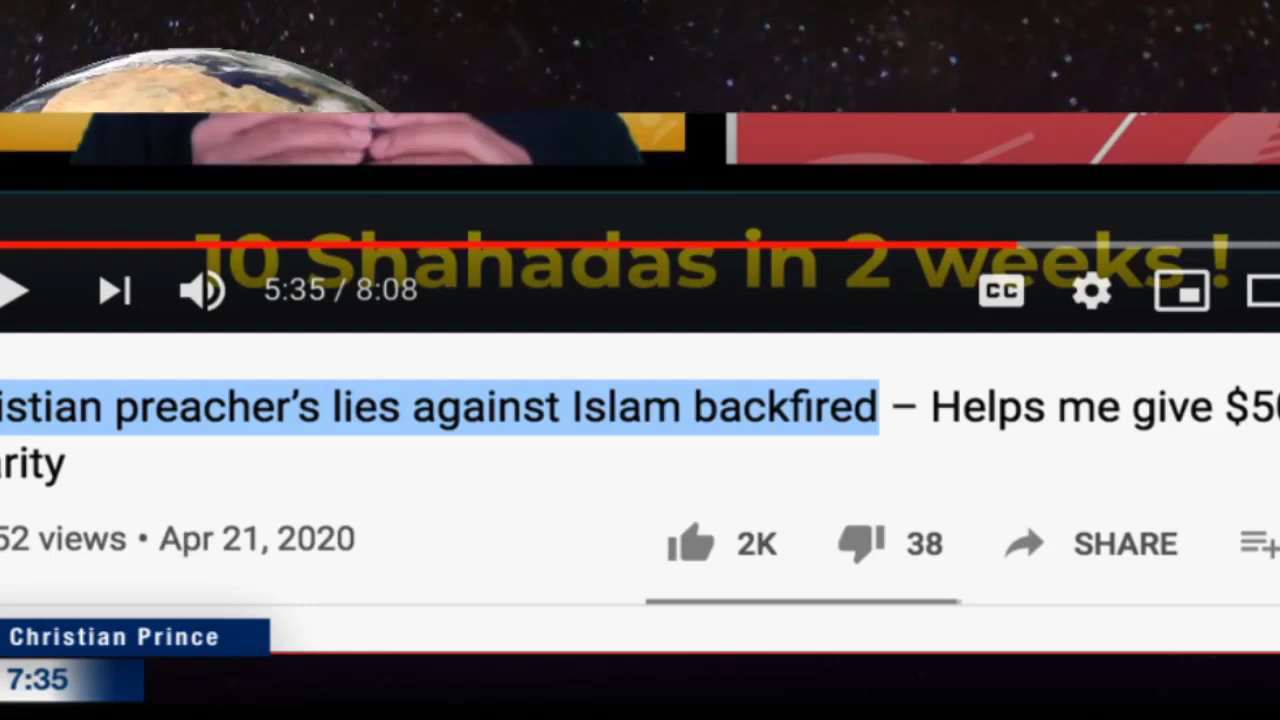 10 Shahadas in 2 weeks !
5:35 / 8:08
CC
istian preacher’s lies against Islam backfired – Helps me give $50
arity
52 views • Apr 21, 2020
2K
38
SHARE
Christian Prince
7:35